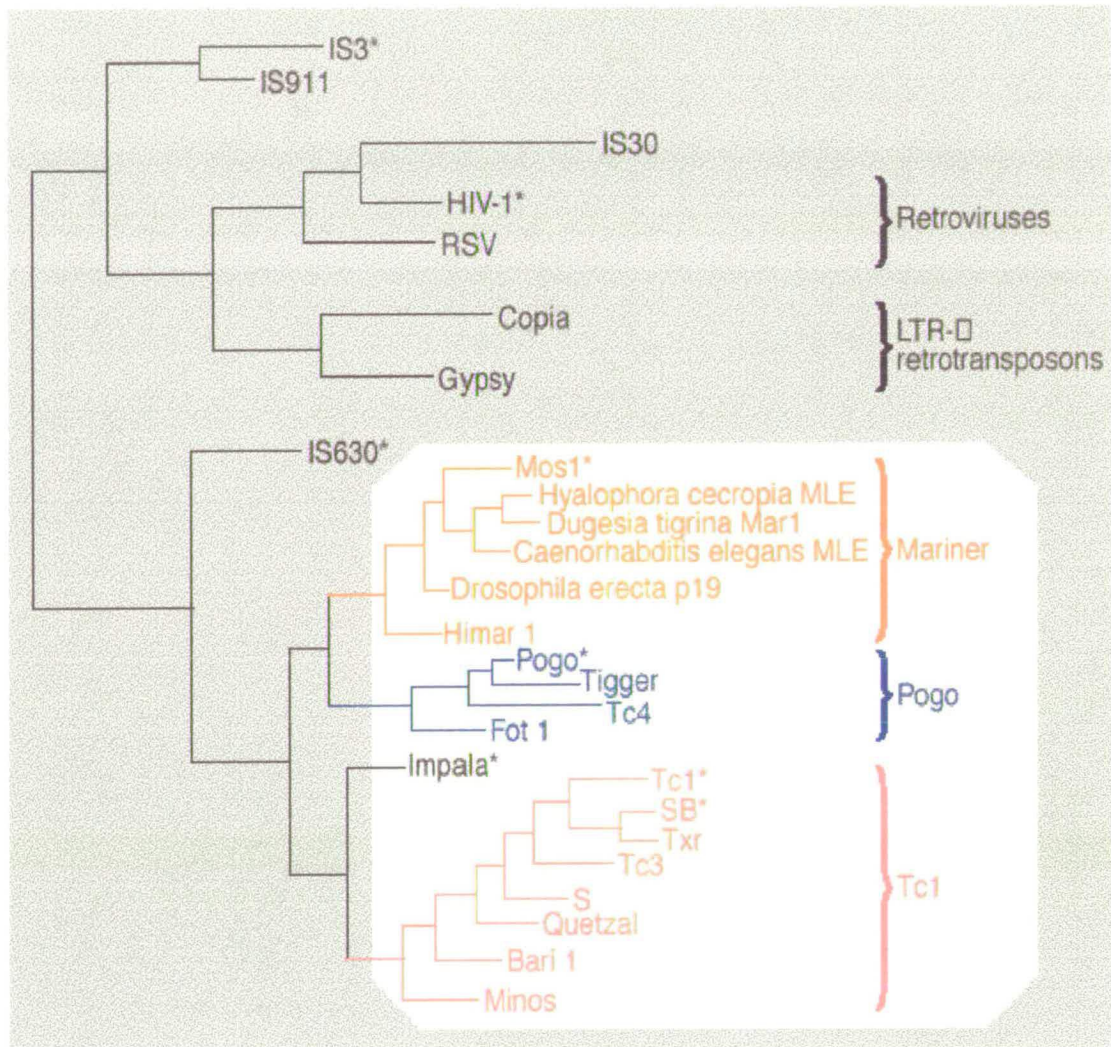 IS3*
IS911
IS30
HIV-1*
RSV
Retroviruses
Copia
Gypsy
LTR-□
retrotransposons
IS630*
Mos1*
Hyalophora cecropia MLE
Dugesia tigrina Mar1
Caenorhabditis elegans MLE
Drosophila erecta p19
Himar 1
Mariner
Pogo*
Tigger
Tc4
Fot 1
Pogo
Impala*
Tc1*
SB*
Txr
Tc3
S
Quetzal
Bari 1
Minos
Tc1